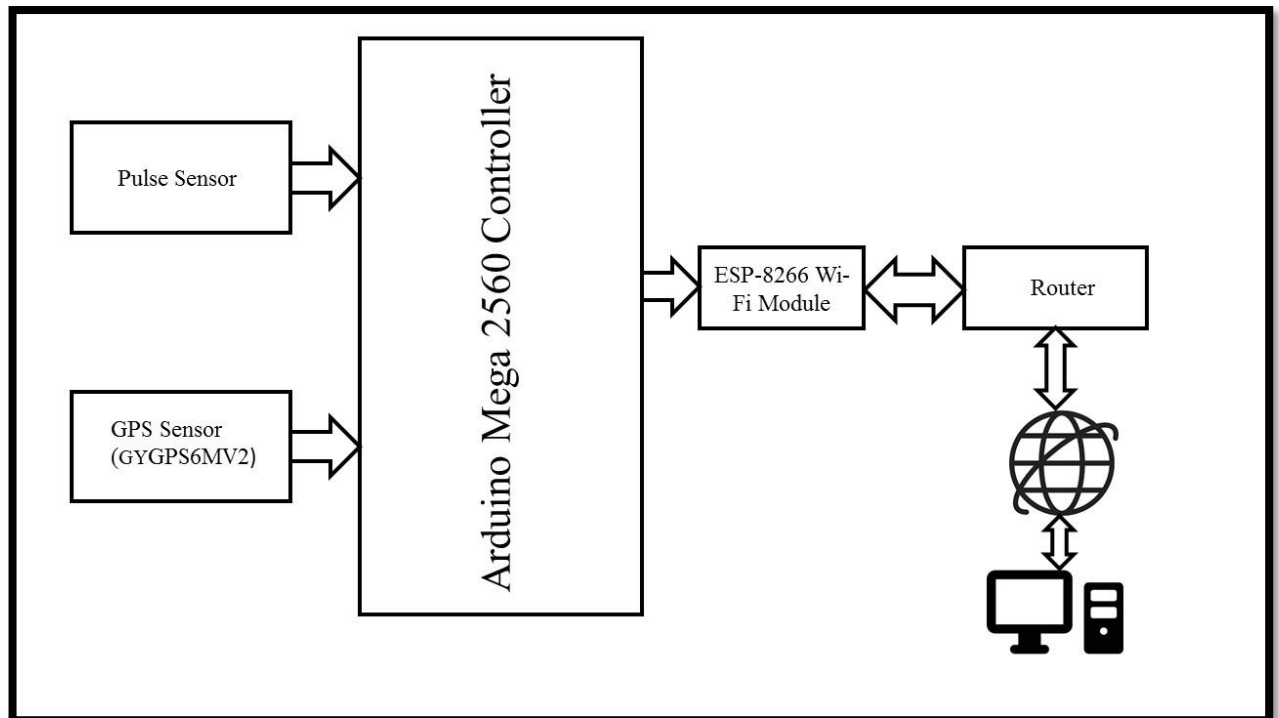 Pulse Sensor
GPS Sensor
(GYGPS6MV2)
Arduino Mega 2560 Controller
ESP-8266 Wi-
Fi Module
Router